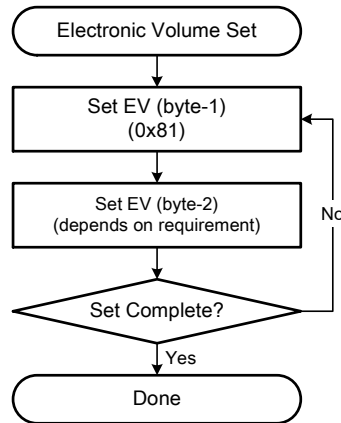 Electronic Volume Set
Set EV (byte-1)
(0x81)
Set EV (byte-2)
(depends on requirement)
No
Set Complete?
Yes
Done